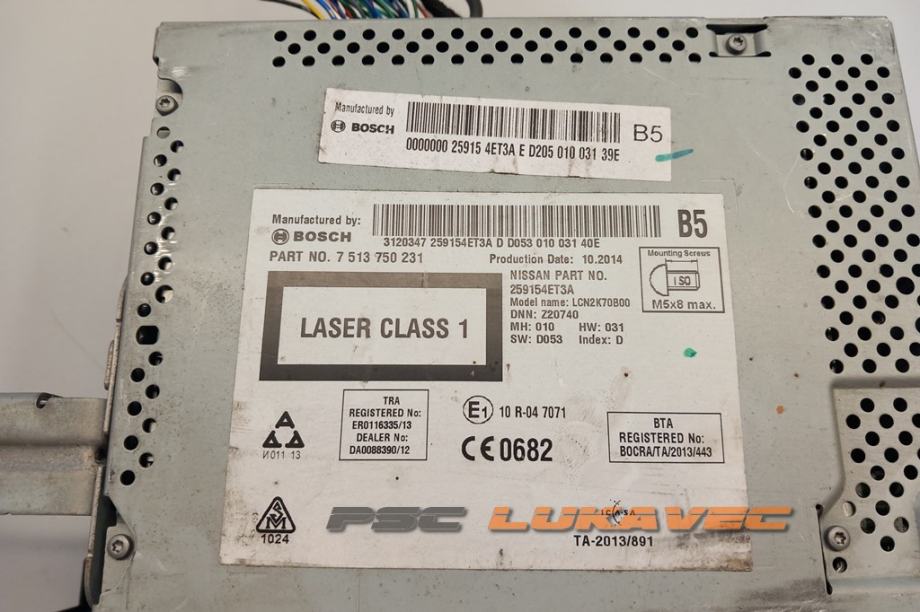 Manufactured by
BOSCH
B5
0000000 25915 4ET3A E D205 010 031 39E
Manufactured by:
BOSCH
B5
3120347 259154ET3A D D053 010 031 40E
PART NO. 7 513 750 231
Production Date: 10.2014
NISSAN PART NO.
259154ET3A
Model name: LCN2K70B00
DNN: Z20740
MH: 010 HW: 031
SW: D053 Index: D
Mounting Screws
ISO
M5x8 max.
LASER CLASS 1
TRA
REGISTERED No:
ER0116335/13
DEALER No:
DA0088390/12
E1 10 R-04 7071
CE 0682
BTA
REGISTERED No:
BOCRA/TA/2013/443
И011 13
1024
PSC LUKAVEC
TA-2013/891